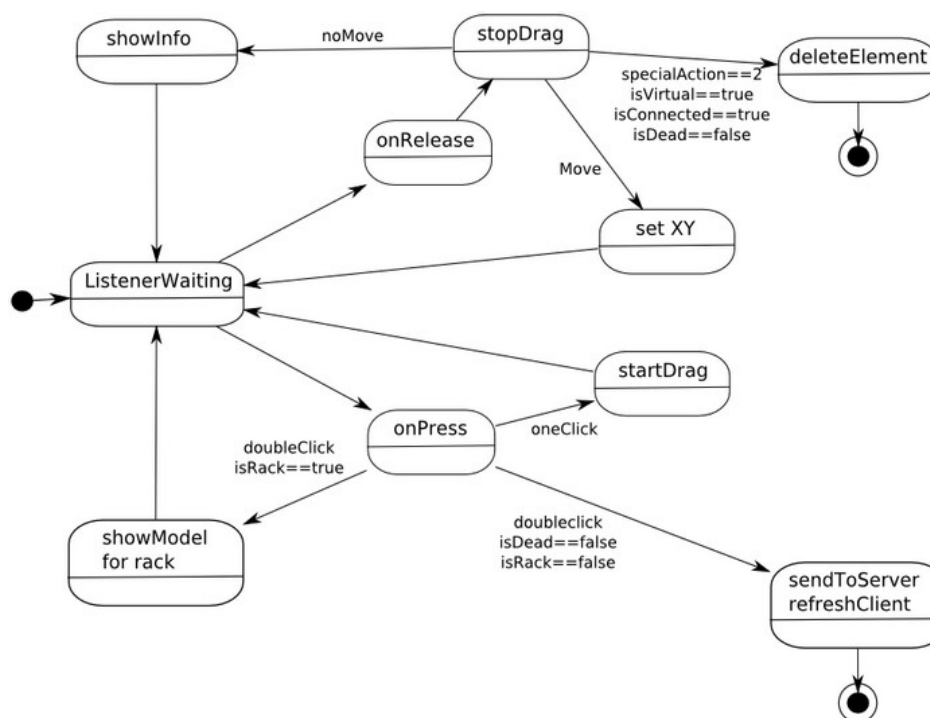 showInfo
noMove
stopDrag
deleteElement
specialAction==2
isVirtual==true
isConnected==true
isDead==false
onRelease
Move
set XY
ListenerWaiting
startDrag
onPress
oneClick
doubleClick
isRack==true
showModel
for rack
doubleclick
isDead==false
isRack==false
sendToServer
refreshClient